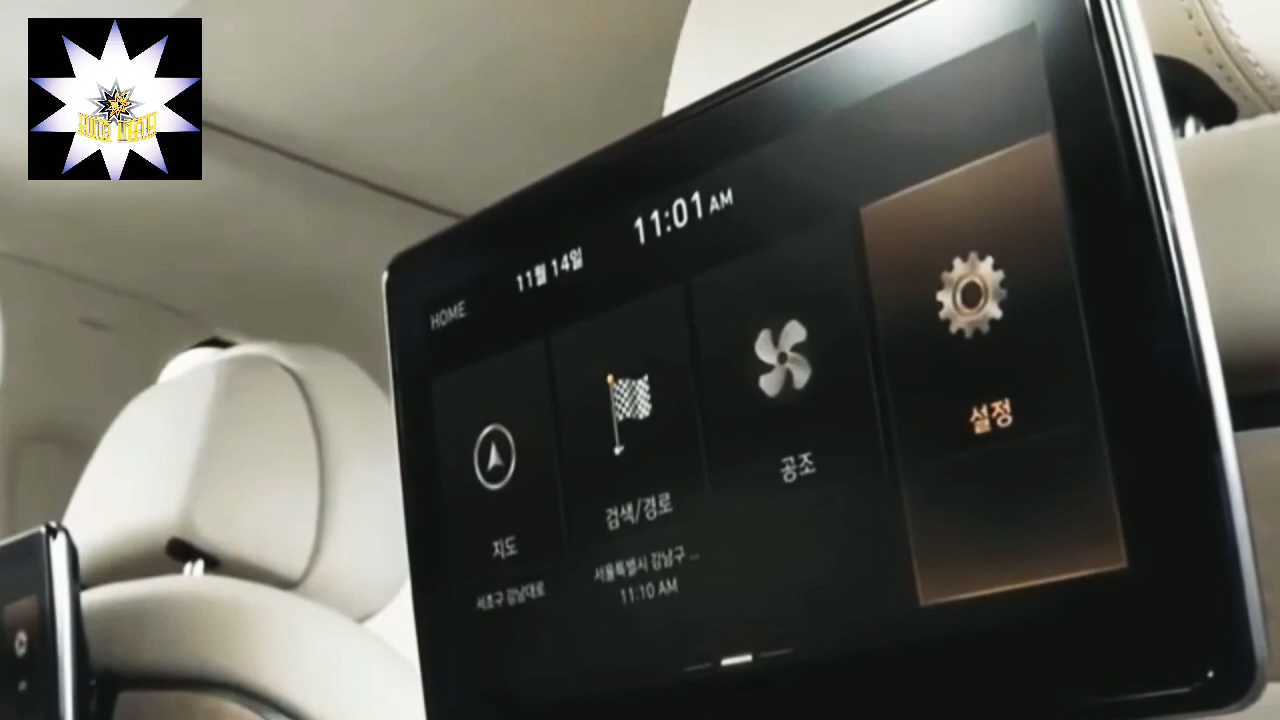 11:01 AM
11월 14일
HOME
설정
공조
검색/경로
지도
서울특별시 강남구 ...
11:10 AM
서초구 강남대로